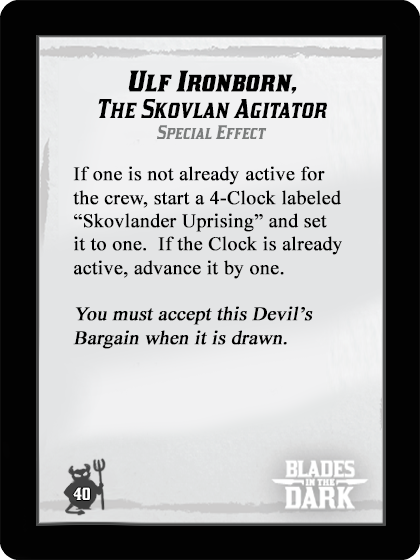 Ulf Ironborn,
The Skovlan Agitator
Special Effect
If one is not already active for
the crew, start a 4-Clock labeled
“Skovlander Uprising” and set
it to one.  If the Clock is already
active, advance it by one.
You must accept this Devil’s
Bargain when it is drawn.
40
BLADES
IN THE
DARK